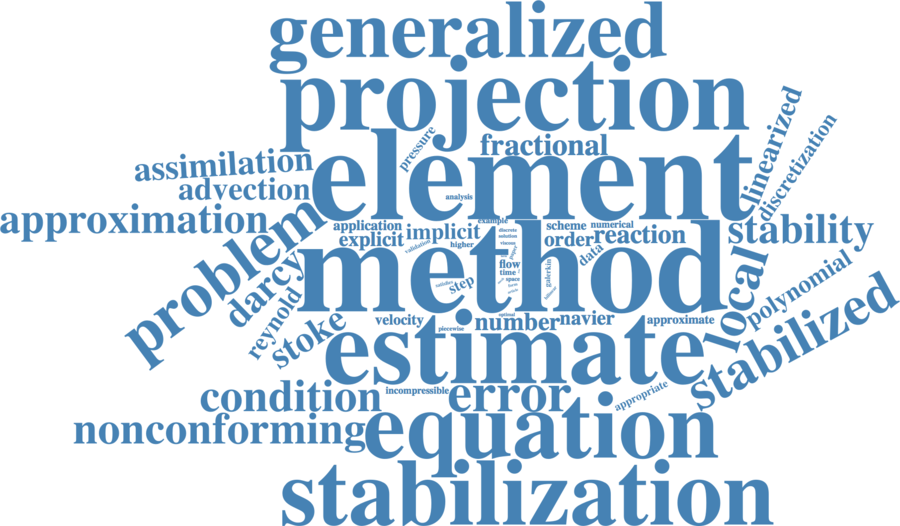 generalized
projection
linearized
discretization
pressure
fractional
element
assimilation
advection
analysis
approximation
problem
application
example
explicit
implicit
validation
higher
discrete
solution
viscous
scheme
numerical
order
reaction
data
stability
method
darcy
reynold
stoke
step
flow
time
space
galerkin
local
polynomial
stabilized
velocity
piecewise
optimal
number
navier
approximate
estimate
condition
incompressible
error
appropriate
nonconforming
equation
stabilization